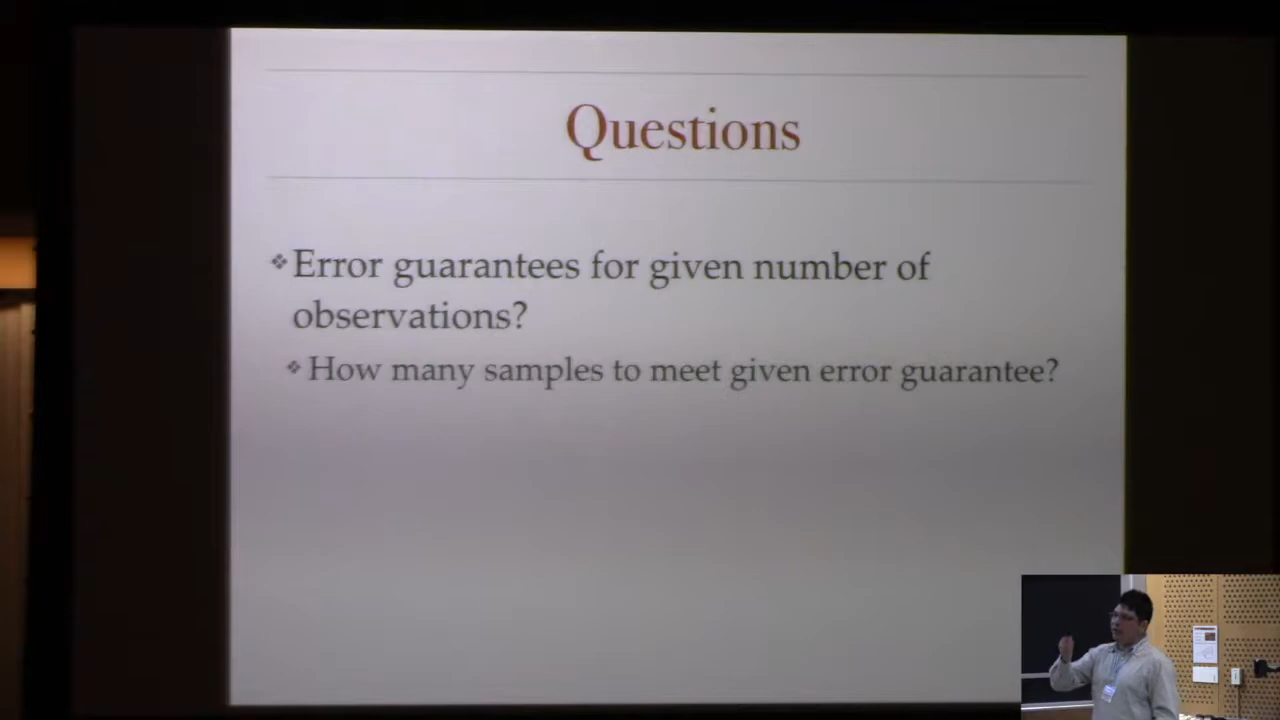 Questions
❖Error guarantees for given number of
observations?
❖ How many samples to meet given error guarantee?